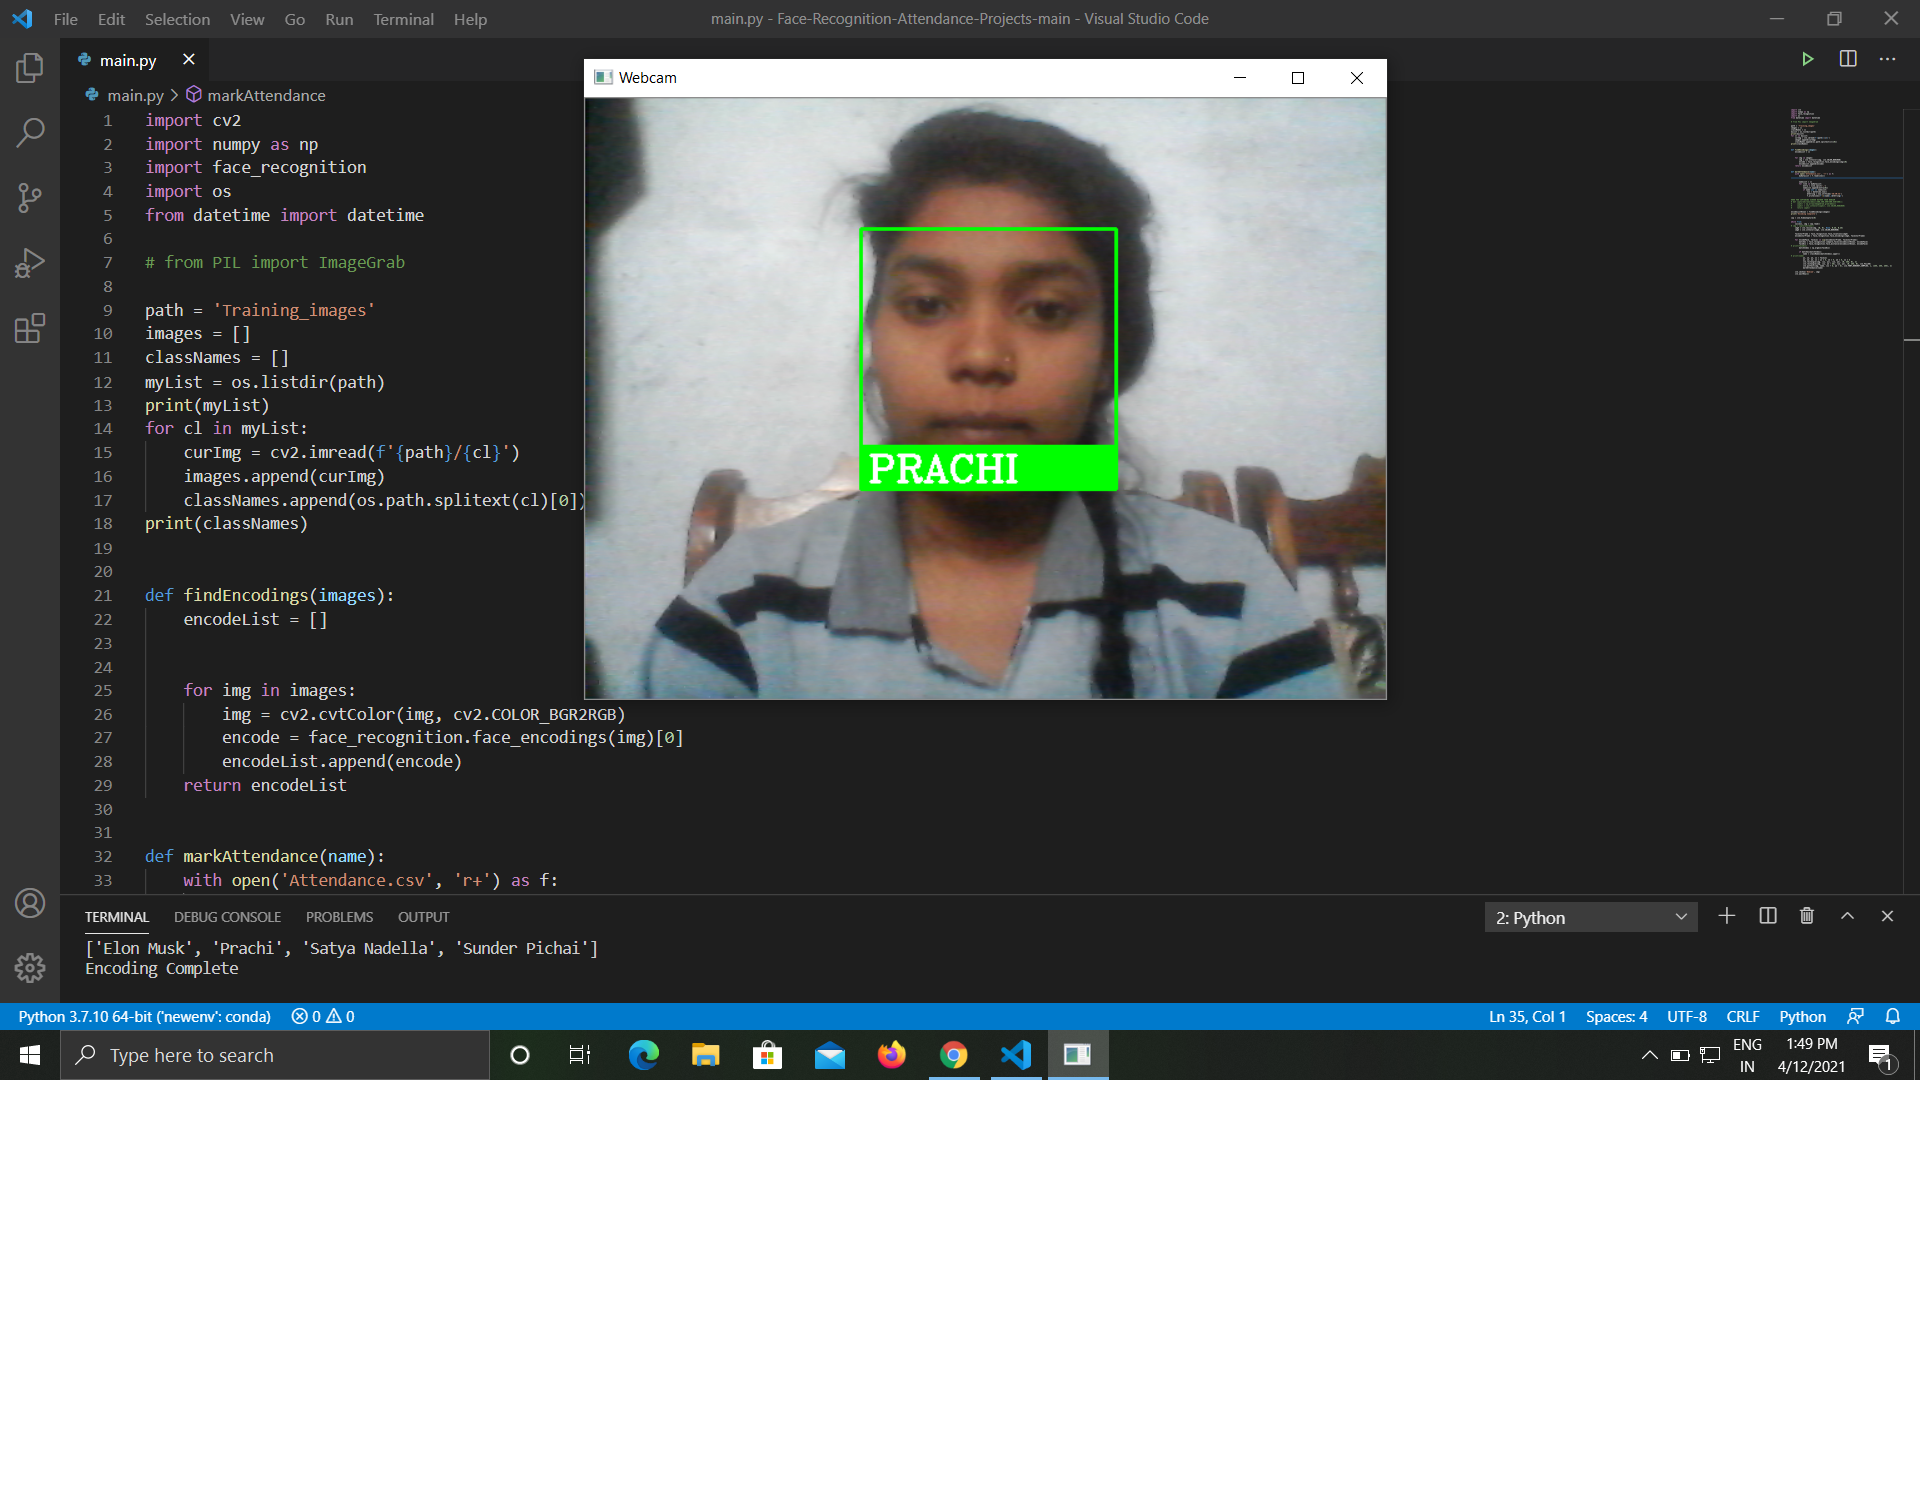 File Edit Selection View Go Run Terminal Help
main.py - Face-Recognition-Attendance-Projects-main - Visual Studio Code
main.py
main.py > markAttendance
1 import cv2
2 import numpy as np
3 import face_recognition
4 import os
5 from datetime import datetime
6
7 # from PIL import ImageGrab
8
9 path = 'Training_images'
10 images = []
11 classNames = []
12 myList = os.listdir(path)
13 print(myList)
14 for cl in myList:
15 curImg = cv2.imread(f'{path}/{cl}')
16 images.append(curImg)
17 classNames.append(os.path.splitext(cl)[0])
18 print(classNames)
19
20
21 def findEncodings(images):
22 encodeList = []
23
24
25 for img in images:
26 img = cv2.cvtColor(img, cv2.COLOR_BGR2RGB)
27 encode = face_recognition.face_encodings(img)[0]
28 encodeList.append(encode)
29 return encodeList
30
31
32 def markAttendance(name):
33 with open('Attendance.csv', 'r+') as f:
Webcam
PRACHI
TERMINAL DEBUG CONSOLE PROBLEMS OUTPUT
2: Python
['Elon Musk', 'Prachi', 'Satya Nadella', 'Sunder Pichai']
Encoding Complete
Python 3.7.10 64-bit ('newenv': conda) 0 0
Ln 35, Col 1 Spaces: 4 UTF-8 CRLF Python
Type here to search
ENG
IN
1:49 PM
4/12/2021
1